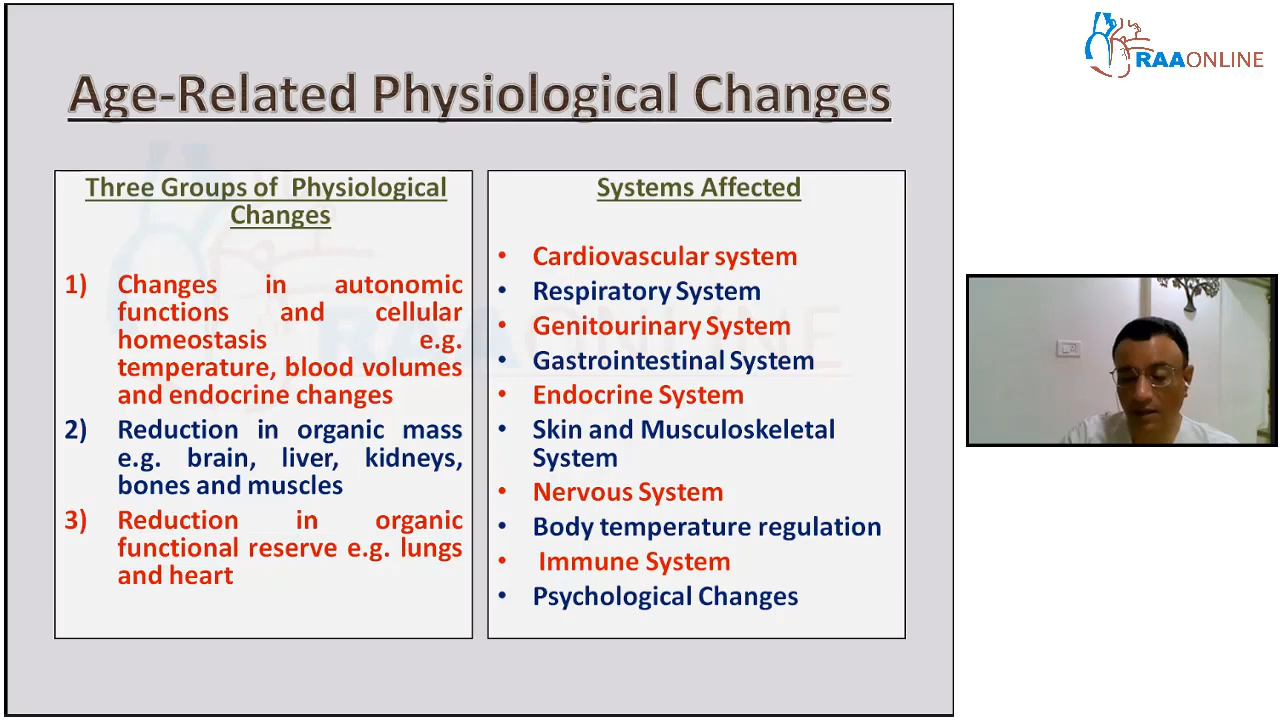 Age-Related Physiological Changes
Three Groups of Physiological
Changes
1) Changes in autonomic
functions and cellular
homeostasis e.g.
temperature, blood volumes
and endocrine changes
2) Reduction in organic mass
e.g. brain, liver, kidneys,
bones and muscles
3) Reduction in organic
functional reserve e.g. lungs
and heart
Systems Affected
• Cardiovascular system
• Respiratory System
• Genitourinary System
• Gastrointestinal System
• Endocrine System
• Skin and Musculoskeletal
System
• Nervous System
• Body temperature regulation
• Immune System
• Psychological Changes
RAAONLINE
RAAONLINE